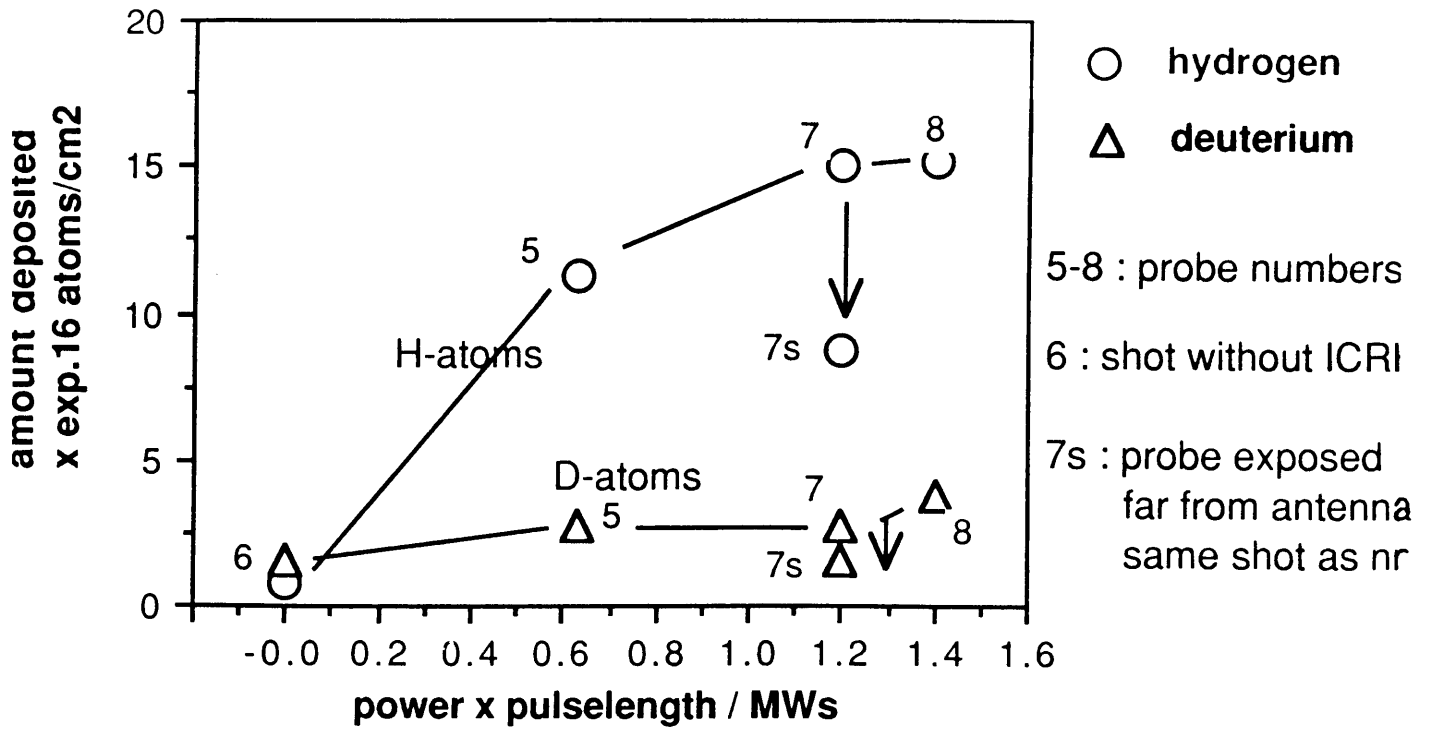 20
15
10
5
0
amount deposited
x exp.16 atoms/cm2
7
8
5
7s
H-atoms
D-atoms
7
5
8
6
7s
-0.0 0.2 0.4 0.6 0.8 1.0 1.2 1.4 1.6
power x pulselength / MWs
hydrogen
deuterium
5-8 : probe numbers
6 : shot without ICRI
7s : probe exposed
far from antenna
same shot as nr